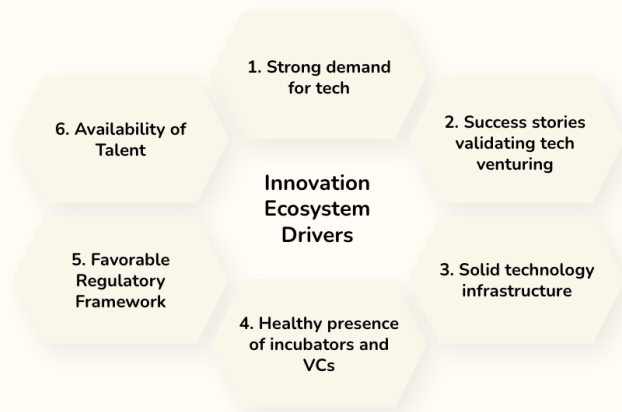 1. Strong demand
for tech
2. Success stories
validating tech
venturing
3. Solid technology
infrastructure
4. Healthy presence
of incubators and
VCs
5. Favorable
Regulatory
Framework
6. Availability of
Talent
Innovation
Ecosystem
Drivers